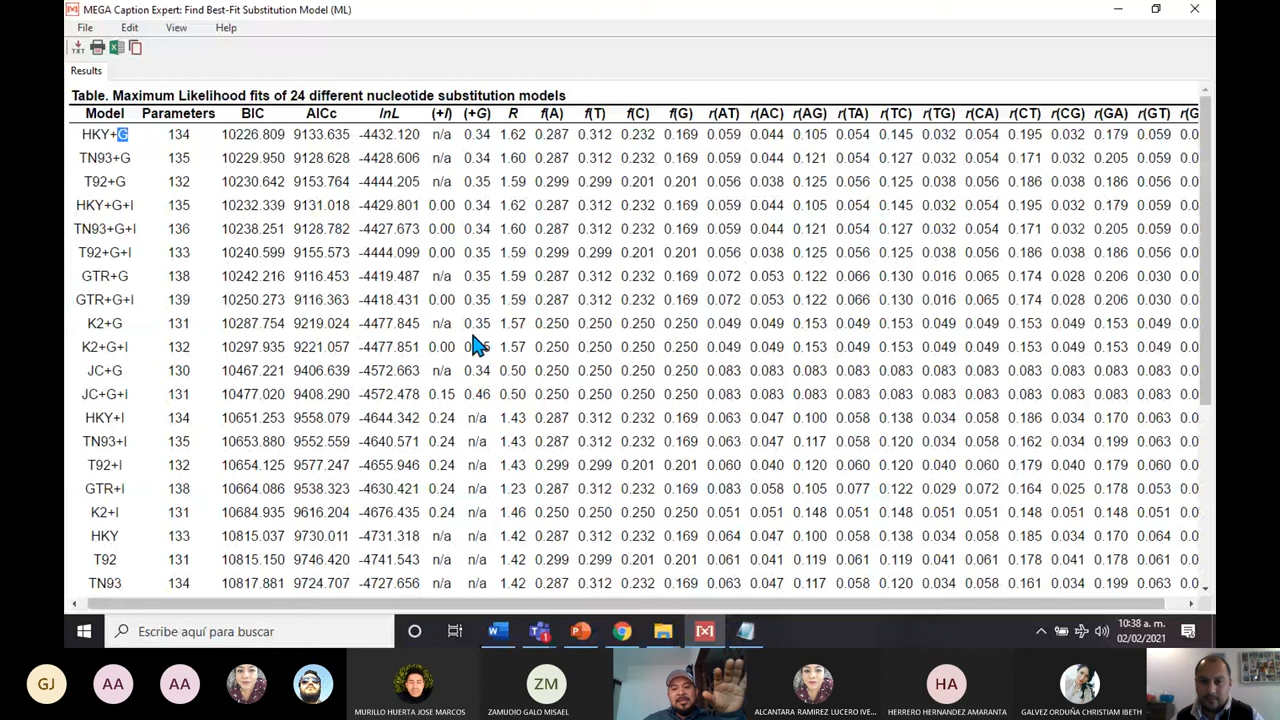 MEGA Caption Expert: Find Best-Fit Substitution Model (ML)
File Edit View Help
TXT
Results
Table. Maximum Likelihood fits of 24 different nucleotide substitution models
Model Parameters BIC AICc lnL (+I) (+G) R f(A) f(T) f(C) f(G) r(AT) r(AC) r(AG) r(TA) r(TC) r(TG) r(CA) r(CT) r(CG) r(GA) r(GT) r(G
HKY+G 134 10226.809 9133.635 -4432.120 n/a 0.34 1.62 0.287 0.312 0.232 0.169 0.059 0.044 0.105 0.054 0.145 0.032 0.054 0.195 0.032 0.179 0.059 0.0
TN93+G 135 10229.950 9128.628 -4428.606 n/a 0.34 1.60 0.287 0.312 0.232 0.169 0.059 0.044 0.121 0.054 0.127 0.032 0.054 0.171 0.032 0.205 0.059 0.0
T92+G 132 10230.642 9153.764 -4444.205 n/a 0.35 1.59 0.299 0.299 0.201 0.201 0.056 0.038 0.125 0.056 0.125 0.038 0.056 0.186 0.038 0.186 0.056 0.0
HKY+G+I 135 10232.339 9131.018 -4429.801 0.00 0.34 1.62 0.287 0.312 0.232 0.169 0.059 0.044 0.105 0.054 0.145 0.032 0.054 0.195 0.032 0.179 0.059 0.0
TN93+G+I 136 10238.251 9128.782 -4427.673 0.00 0.34 1.60 0.287 0.312 0.232 0.169 0.059 0.044 0.121 0.054 0.127 0.032 0.054 0.171 0.032 0.205 0.059 0.0
T92+G+I 133 10240.599 9155.573 -4444.099 0.00 0.35 1.59 0.299 0.299 0.201 0.201 0.056 0.038 0.125 0.056 0.125 0.038 0.056 0.186 0.038 0.186 0.056 0.0
GTR+G 138 10242.216 9116.453 -4419.487 n/a 0.35 1.59 0.287 0.312 0.232 0.169 0.072 0.053 0.122 0.066 0.130 0.016 0.065 0.174 0.028 0.206 0.030 0.0
GTR+G+I 139 10250.273 9116.363 -4418.431 0.00 0.35 1.59 0.287 0.312 0.232 0.169 0.072 0.053 0.122 0.066 0.130 0.016 0.065 0.174 0.028 0.206 0.030 0.0
K2+G 131 10287.754 9219.024 -4477.845 n/a 0.35 1.57 0.250 0.250 0.250 0.250 0.049 0.049 0.153 0.049 0.153 0.049 0.049 0.153 0.049 0.153 0.049 0.0
K2+G+I 132 10297.935 9221.057 -4477.851 0.00 1.57 0.250 0.250 0.250 0.250 0.049 0.049 0.153 0.049 0.153 0.049 0.049 0.153 0.049 0.153 0.049 0.0
JC+G 130 10467.221 9406.639 -4572.663 n/a 0.34 0.50 0.250 0.250 0.250 0.250 0.083 0.083 0.083 0.083 0.083 0.083 0.083 0.083 0.083 0.083 0.083 0.0
JC+G+I 131 10477.020 9408.290 -4572.478 0.15 0.46 0.50 0.250 0.250 0.250 0.250 0.083 0.083 0.083 0.083 0.083 0.083 0.083 0.083 0.083 0.083 0.083 0.0
HKY+I 134 10651.253 9558.079 -4644.342 0.24 n/a 1.43 0.287 0.312 0.232 0.169 0.063 0.047 0.100 0.058 0.138 0.034 0.058 0.186 0.034 0.170 0.063 0.0
TN93+I 135 10653.880 9552.559 -4640.571 0.24 n/a 1.43 0.287 0.312 0.232 0.169 0.063 0.047 0.117 0.058 0.120 0.034 0.058 0.162 0.034 0.199 0.063 0.0
T92+I 132 10654.125 9577.247 -4655.946 0.24 n/a 1.43 0.299 0.299 0.201 0.201 0.060 0.040 0.120 0.060 0.120 0.040 0.060 0.179 0.040 0.179 0.060 0.0
GTR+I 138 10664.086 9538.323 -4630.421 0.24 n/a 1.23 0.287 0.312 0.232 0.169 0.083 0.058 0.105 0.077 0.122 0.029 0.072 0.164 0.025 0.178 0.053 0.0
K2+I 131 10684.935 9616.204 -4676.435 0.24 n/a 1.46 0.250 0.250 0.250 0.250 0.051 0.051 0.148 0.051 0.148 0.051 0.051 0.148 0.051 0.148 0.051 0.0
HKY 133 10815.037 9730.011 -4731.318 n/a n/a 1.42 0.287 0.312 0.232 0.169 0.064 0.047 0.100 0.058 0.138 0.034 0.058 0.185 0.034 0.170 0.064 0.0
T92 131 10815.150 9746.420 -4741.543 n/a n/a 1.42 0.299 0.299 0.201 0.201 0.061 0.041 0.119 0.061 0.119 0.041 0.061 0.178 0.041 0.178 0.061 0.0
TN93 134 10817.881 9724.707 -4727.656 n/a n/a 1.42 0.287 0.312 0.232 0.169 0.063 0.047 0.117 0.058 0.120 0.034 0.058 0.161 0.034 0.199 0.063 0.0
Escribe aquí para buscar
10:38 a. m.
02/02/2021
GJ AA AA ZM HA
MURILLO HUERTA JOSE MARCOS ZAMUDIO GALO MISAEL ALCANTARA RAMIREZ LUCERO IVE... HERRERO HERNANDEZ AMARANTA GALVEZ ORDUÑA CHRISTIAM IBETH